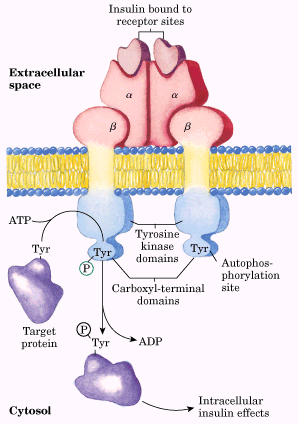 Insulin bound to
receptor sites
Extracellular
space
α
α
β
β
ATP
Tyr
Tyrosine
kinase
domains
Tyr
Tyr
P
Autophos-
phorylation
site
Carboxyl-terminal
domains
Target
protein
P
Tyr
ADP
Cytosol
Intracellular
insulin effects